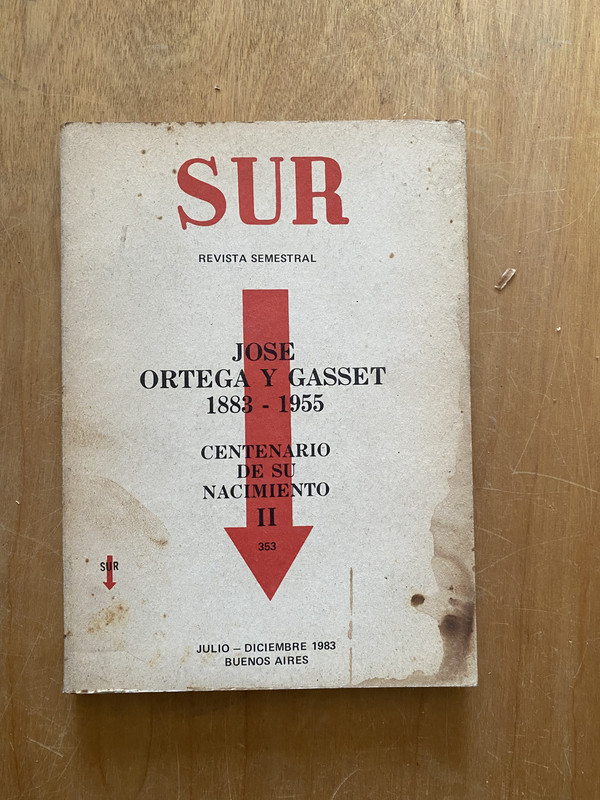 SUR
REVISTA SEMESTRAL
JOSE
ORTEGA Y GASSET
1883 - 1955
CENTENARIO
DE SU
NACIMIENTO
II
353
SUR
JULIO – DICIEMBRE 1983
BUENOS AIRES